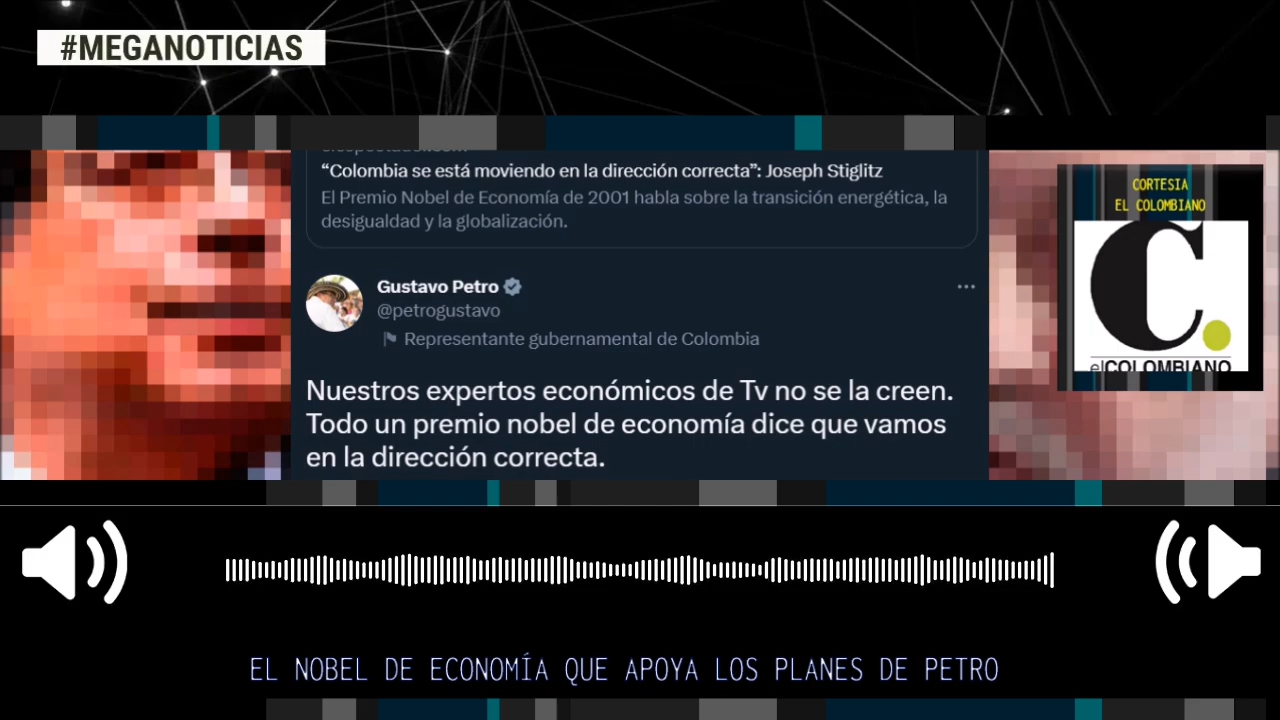 #MEGANOTICIAS
“Colombia se está moviendo en la dirección correcta”: Joseph Stiglitz
El Premio Nobel de Economía de 2001 habla sobre la transición energética, la
desigualdad y la globalización.
CORTESIA
EL COLOMBIANO
elCOLOMBIANO
Gustavo Petro
@petrogustavo
Representante gubernamental de Colombia
Nuestros expertos económicos de Tv no se la creen.
Todo un premio nobel de economía dice que vamos
en la dirección correcta.
EL NOBEL DE ECONOMÍA QUE APOYA LOS PLANES DE PETRO